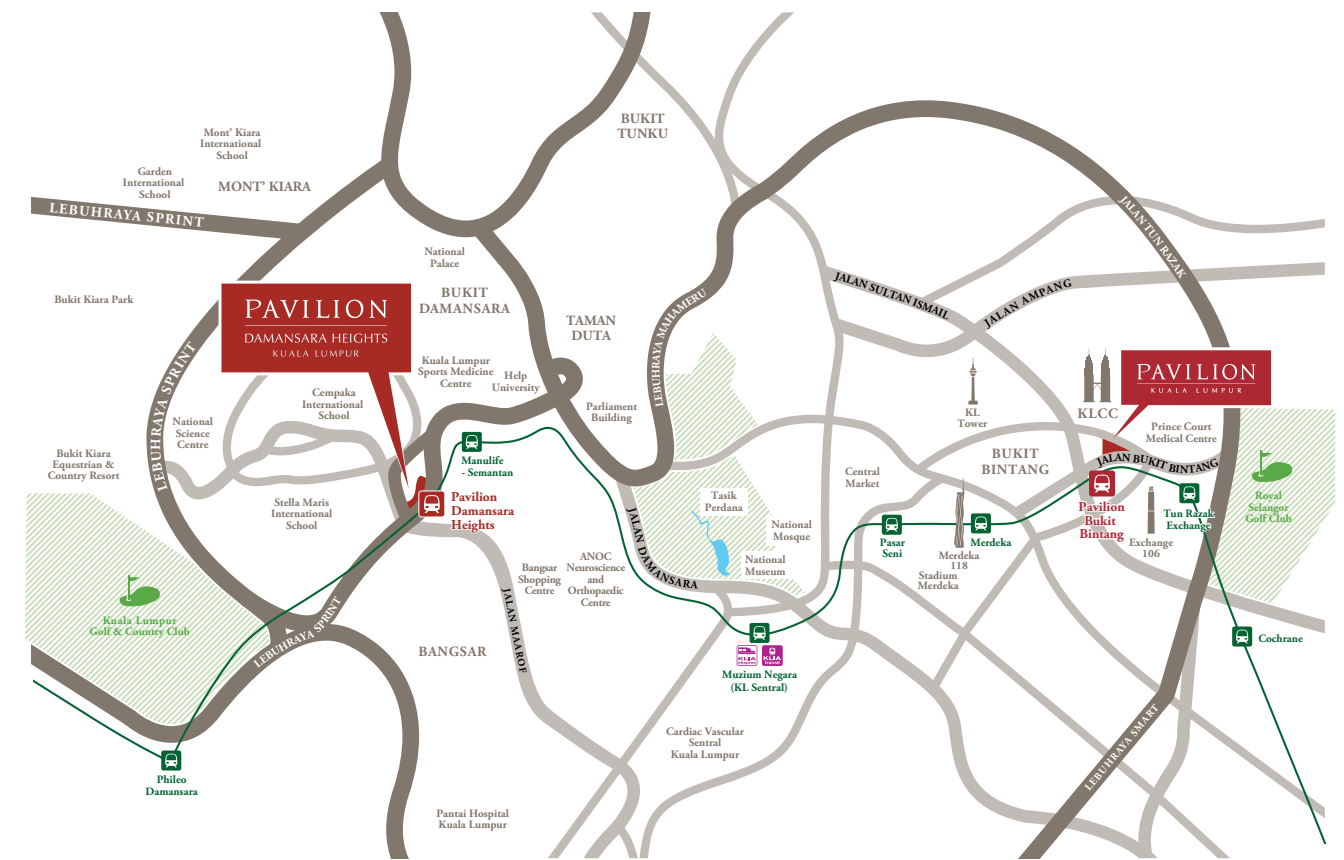 BUKIT
TUNKU
Mont' Kiara
International
School
Garden
International
School
MONT' KIARA
LEBUHRAYA SPRINT
National
Palace
BUKIT
DAMANSARA
Bukit Kiara Park
PAVILION
DAMANSARA HEIGHTS
KUALA LUMPUR
TAMAN
DUTA
LEBUHRAYA MAHAMERU
JALAN TUN RAZAK
JALAN SULTAN ISMAIL
JALAN AMPANG
LEBUHRAYA SPRINT
Kuala Lumpur
Sports Medicine
Centre
Help
University
Cempaka
International
School
National
Science
Centre
Parliament
Building
KL
Tower
KLCC
PAVILION
KUALA LUMPUR
Prince Court
Medical Centre
JALAN BUKIT BINTANG
BUKIT
BINTANG
Bukit Kiara
Equestrian &
Country Resort
Manulife
- Semantan
Stella Maris
International
School
Pavilion
Damansara
Heights
Central
Market
Tasik
Perdana
National
Mosque
National
Museum
JALAN DAMANSARA
Pasar
Seni
Merdeka
118
Stadium
Merdeka
Merdeka
Pavilion
Bukit
Bintang
Exchange
106
Tun Razak
Exchange
Royal
Selangor
Golf Club
ANOC
Neuroscience
and
Orthopaedic
Centre
Bangsar
Shopping
Centre
JALAN MAAROF
Kuala Lumpur
Golf & Country Club
LEBUHRAYA SPRINT
BANGSAR
KLIA
ekspres
KLIA
transit
Muzium Negara
(KL Sentral)
Cochrane
Cardiac Vascular
Sentral
Kuala Lumpur
LEBUHRAYA SMART
Phileo
Damansara
Pantai Hospital
Kuala Lumpur